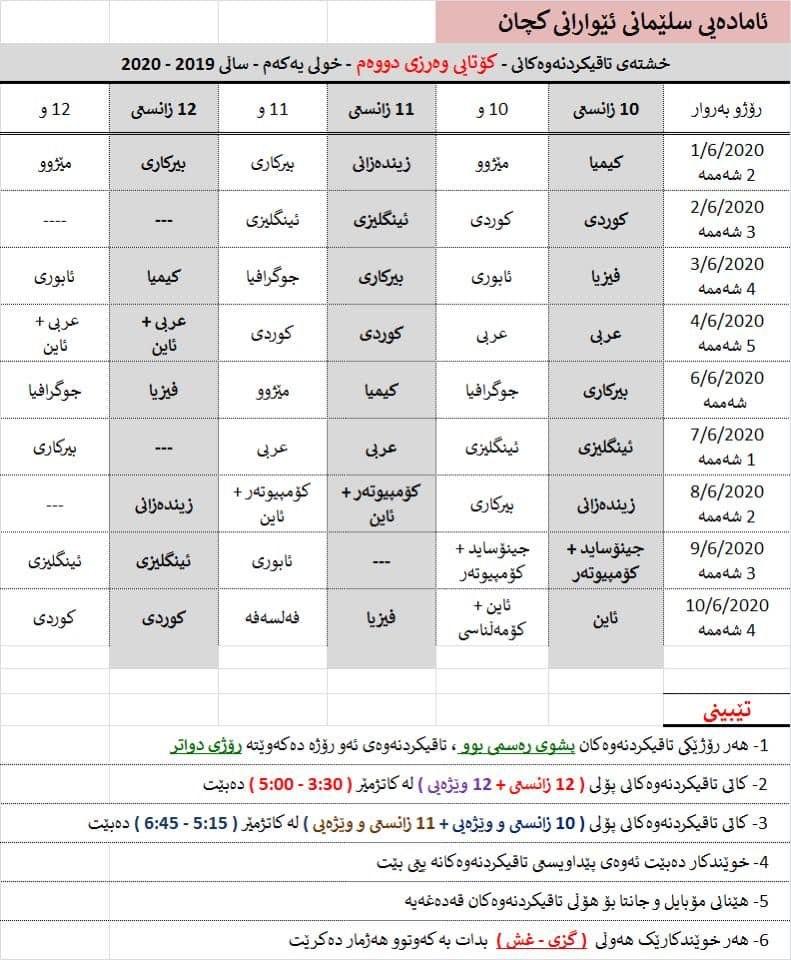 ئامادەیی سلێمانی ئێوارانی کچان
خشتەی تاقیکردنەوەکانی - کۆتایی وەرزی دووەم - خولی یەکەم - ساڵی 2019 - 2020
ڕۆژو بەروار 10 زانستی 10 و 11 زانستی 11 و 12 زانستی 12 و
1/6/2020 کیمیا مێژوو زیندەزانی بیرکاری بیرکاری مێژوو
2 شەممە
2/6/2020 کوردی کوردی ئینگلیزی ئینگلیزی --- ----
3 شەممە
3/6/2020 فیزیا ئابوری بیرکاری جوگرافیا کیمیا ئابوری
4 شەممە
4/6/2020 عربی عربی کوردی کوردی عربی + عربی +
5 شەممە ئاین ئاین
6/6/2020 بیرکاری جوگرافیا کیمیا مێژوو فیزیا جوگرافیا
شەممە
7/6/2020 ئینگلیزی ئینگلیزی عربی عربی --- بیرکاری
1 شەممە
8/6/2020 زیندەزانی بیرکاری کۆمپیوتەر + کۆمپیوتەر + زیندەزانی ---
2 شەممە ئاین ئاین
9/6/2020 جینۆساید + جینۆساید + --- ئابوری ئینگلیزی ئینگلیزی
3 شەممە کۆمپیوتەر کۆمپیوتەر
10/6/2020 ئاین ئاین + فیزیا فەلسەفە کوردی کوردی
4 شەممە کۆمەڵناسی
تێبینی
1- هەر ڕۆژێکی تاقیکردنەوەکان پشوی ڕەسمی بوو ، تاقیکردنەوەی ئەو ڕۆژە دەکەوێتە ڕۆژی دواتر
2- کاتی تاقیکردنەوەکانی پۆلی ( 12 زانستی + 12 وێژەیی ) لە کاتژمێر ( 3:30 - 5:00 ) دەبێت
3- کاتی تاقیکردنەوەکانی پۆلی ( 10 زانستی و وێژەیی + 11 زانستی و وێژەیی ) لە کاتژمێر ( 5:15 - 6:45 ) دەبێت
4- خوێندکار دەبێت ئەوەی پێداویستی تاقیکردنەوەکانە پێی بێت
5- هێنانی مۆبایل و جانتا بۆ هۆڵی تاقیکردنەوەکان قەدەغەیە
6- هەر خوێندکارێک هەوڵی ( گزی - غش ) بدات بە کەوتوو هەژمار دەکرێت